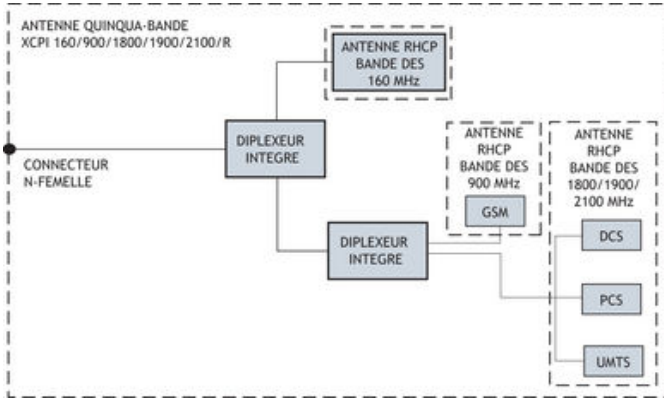 ANTENNE QUINQUA-BANDE
XCPI 160/900/1800/1900/2100/R
ANTENNE RHCP
BANDE DES
160 MHz
DIPLEXEUR
INTEGRE
CONNECTEUR
N-FEMELLE
ANTENNE
RHCP
BANDE DES
900 MHz
GSM
ANTENNE
RHCP
BANDE DES
1800/1900/
2100 MHz
DCS
DIPLEXEUR
INTEGRE
PCS
UMTS